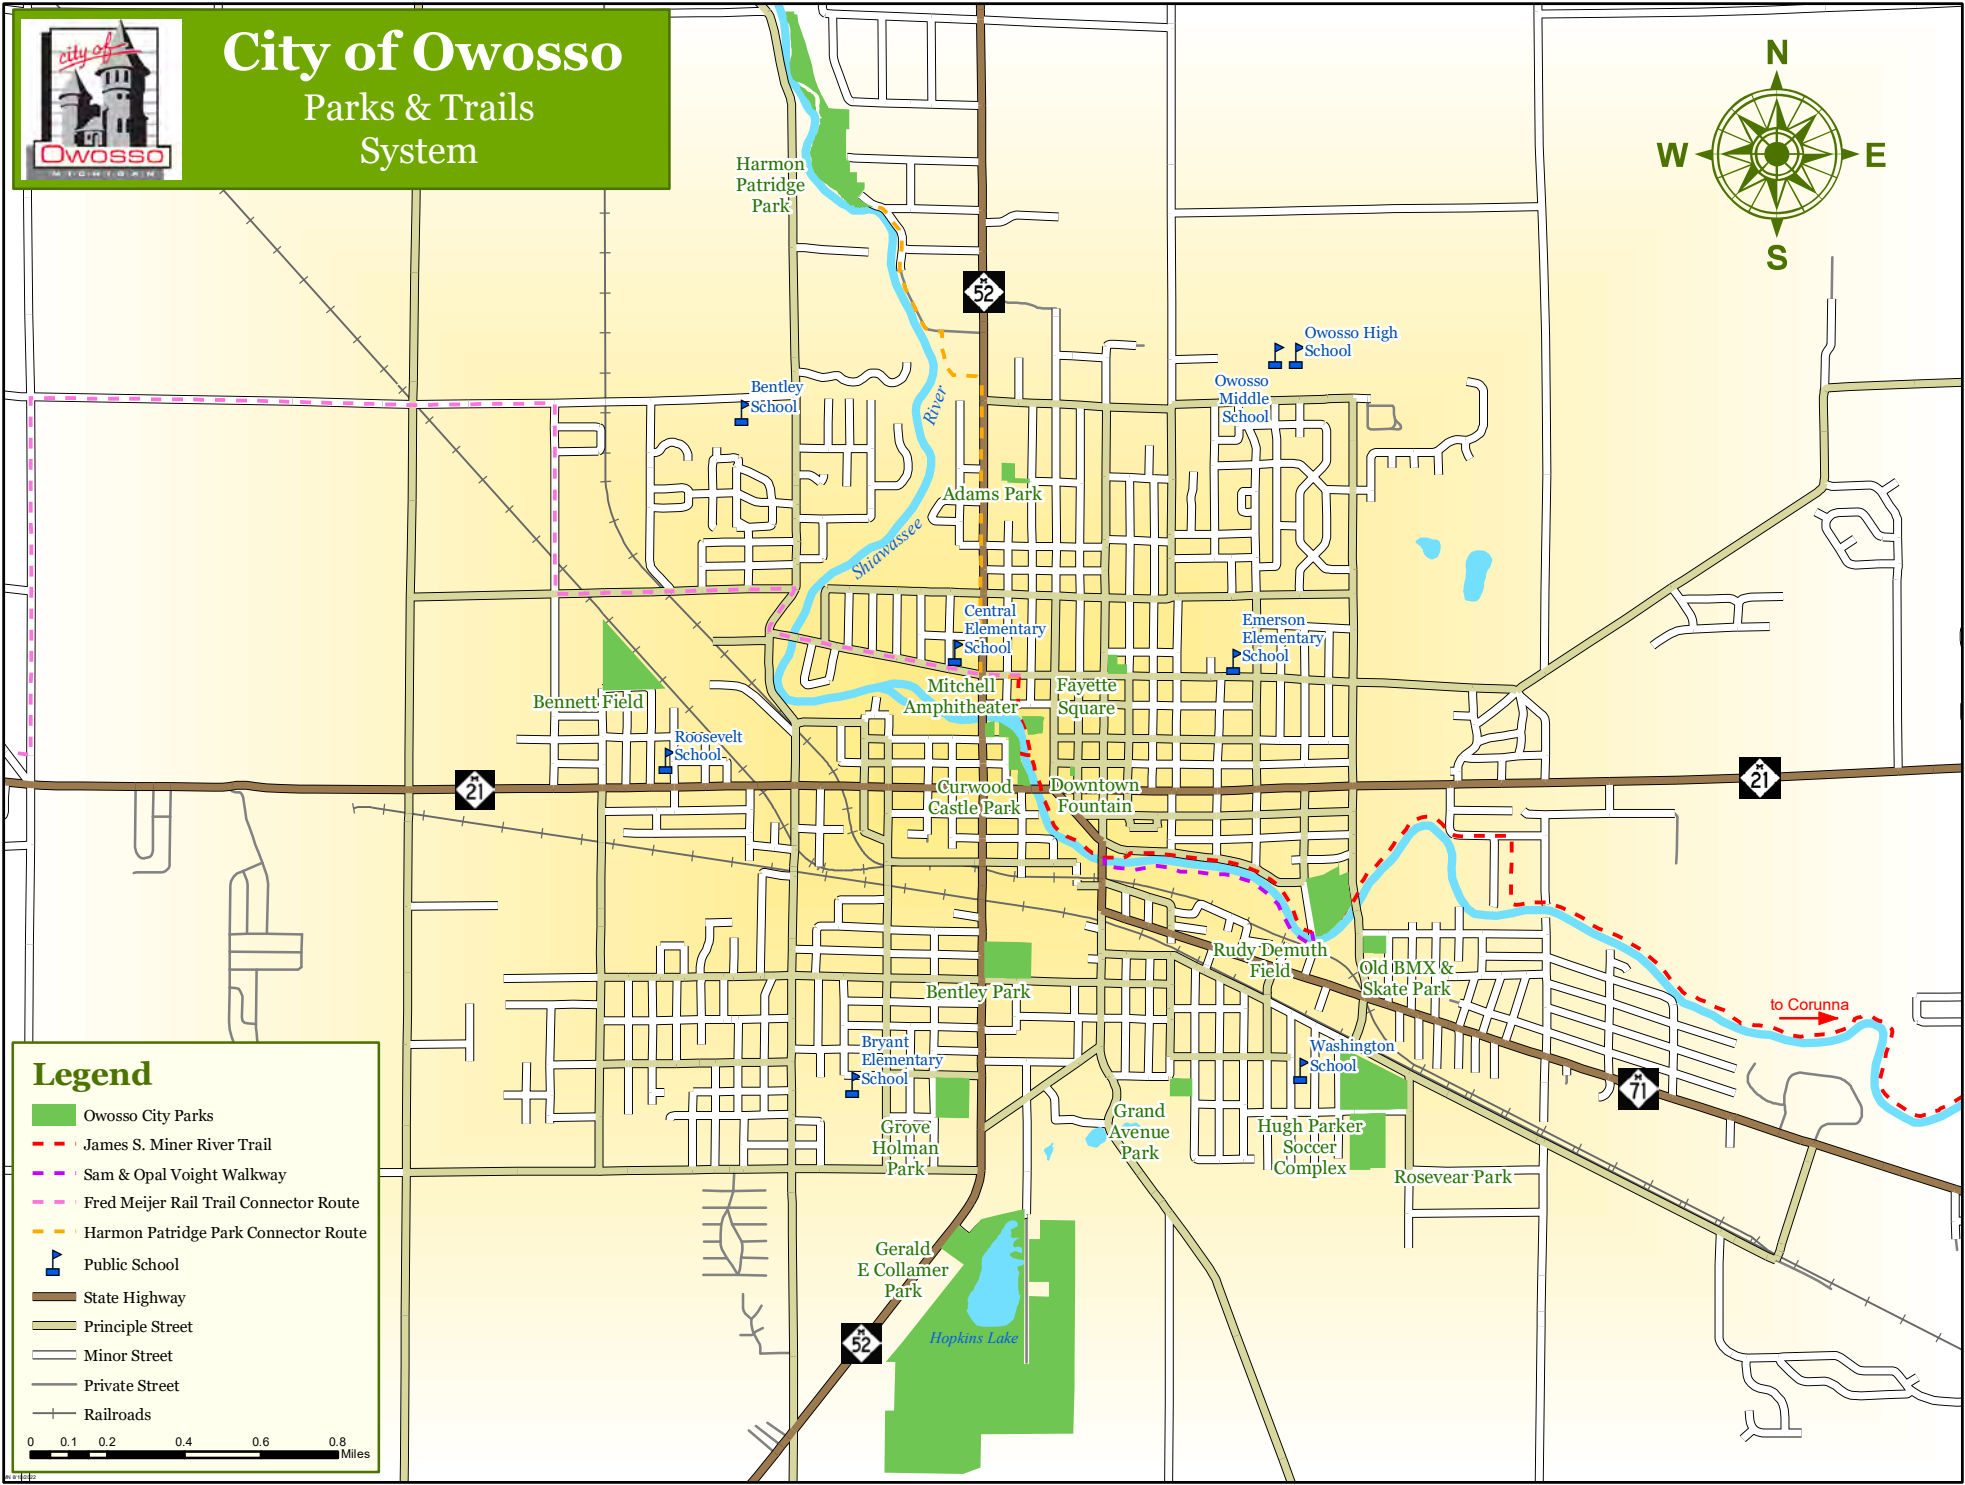 city of
OWOSSO
MICHIGAN
City of Owosso
Parks & Trails
System
N
W
E
S
Harmon
Patridge
Park
M
52
Owosso High
School
Owosso
Middle
School
Bentley
School
River
Adams Park
Shiawassee
Central
Elementary
School
Emerson
Elementary
School
Mitchell
Amphitheater
Fayette
Square
Bennett Field
Roosevelt
School
M
21
M
21
Curwood
Castle Park
Downtown
Fountain
Rudy Demuth
Field
Old BMX &
Skate Park
Bentley Park
to Corunna
Bryant
Elementary
School
Washington
School
M
71
Grove
Holman
Park
Grand
Avenue
Park
Hugh Parker
Soccer
Complex
Rosevear Park
Gerald
E Collamer
Park
Hopkins Lake
M
52
Legend
Owosso City Parks
James S. Miner River Trail
Sam & Opal Voight Walkway
Fred Meijer Rail Trail Connector Route
Harmon Patridge Park Connector Route
Public School
State Highway
Principle Street
Minor Street
Private Street
Railroads
0 0.1 0.2 0.4 0.6 0.8
Miles